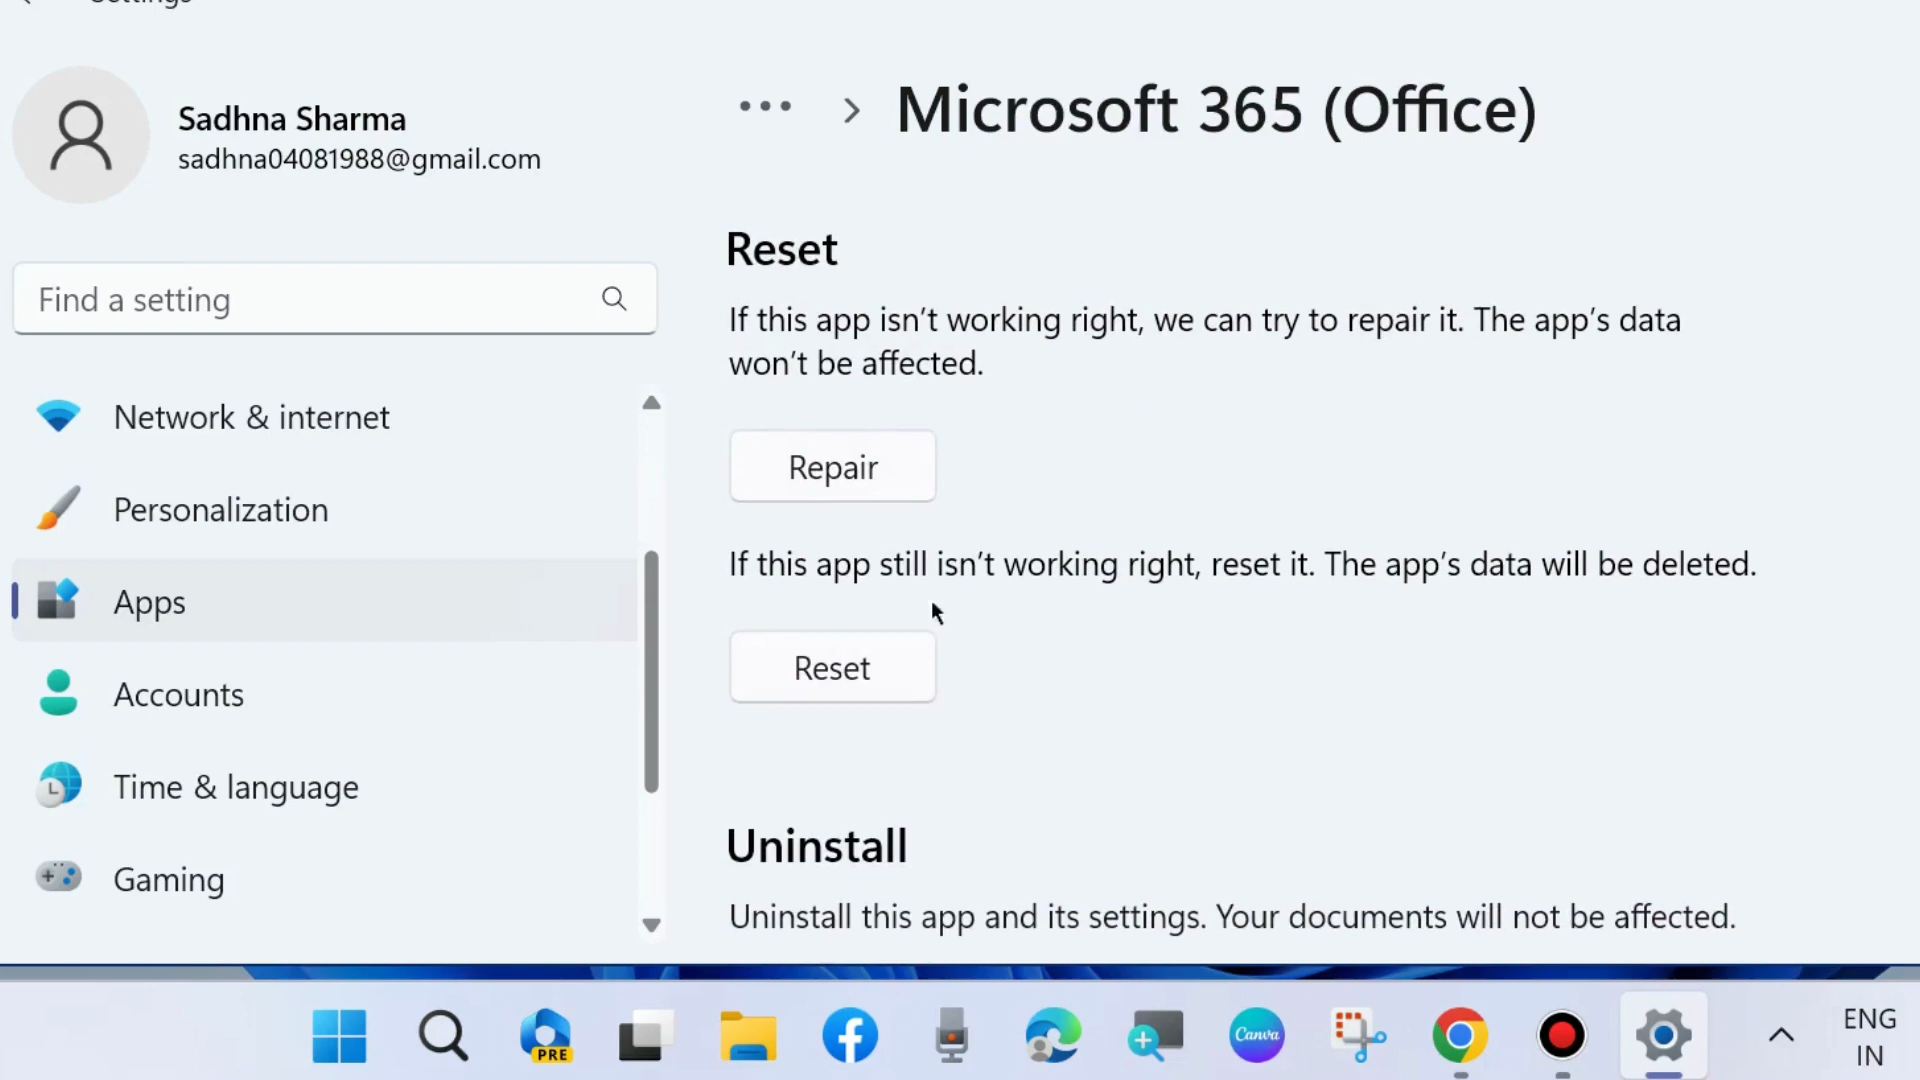 Settings
Sadhna Sharma
sadhna04081988@gmail.com
Find a setting
Network & internet
Personalization
Apps
Accounts
Time & language
Gaming
Microsoft 365 (Office)
Reset
If this app isn’t working right, we can try to repair it. The app’s data
won’t be affected.
Repair
If this app still isn’t working right, reset it. The app’s data will be deleted.
Reset
Uninstall
Uninstall this app and its settings. Your documents will not be affected.
PRE
Canva
ENG
IN